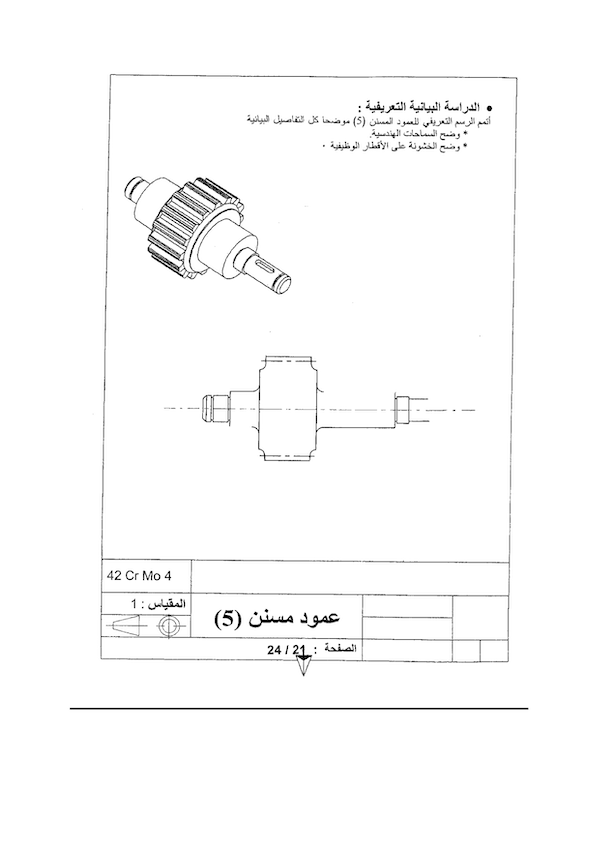 • الدراسة البيانية التعريفية :
أتمم الرسم التعريفي للعمود المسنن (5) موضحا كل التفاصيل البيانية
* وضح السماحات الهندسية.
* وضح الخشونة على الأقطار الوظيفية .
42 Cr Mo 4
المقياس : 1
عمود مسنن (5)
الصفحة : 21 / 24